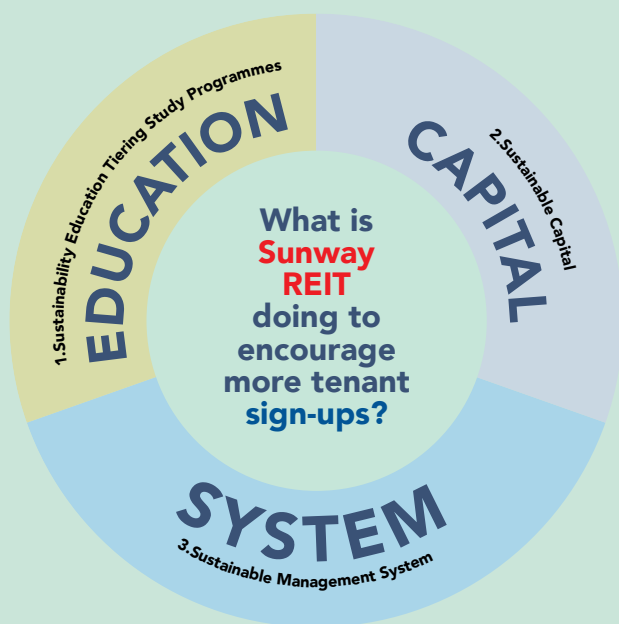 1.Sustainability Education Tiering Study Programmes
EDUCATION
2.Sustainable Capital
CAPITAL
What is
Sunway
REIT
doing to
encourage
more tenant
sign-ups?
SYSTEM
3.Sustainable Management System